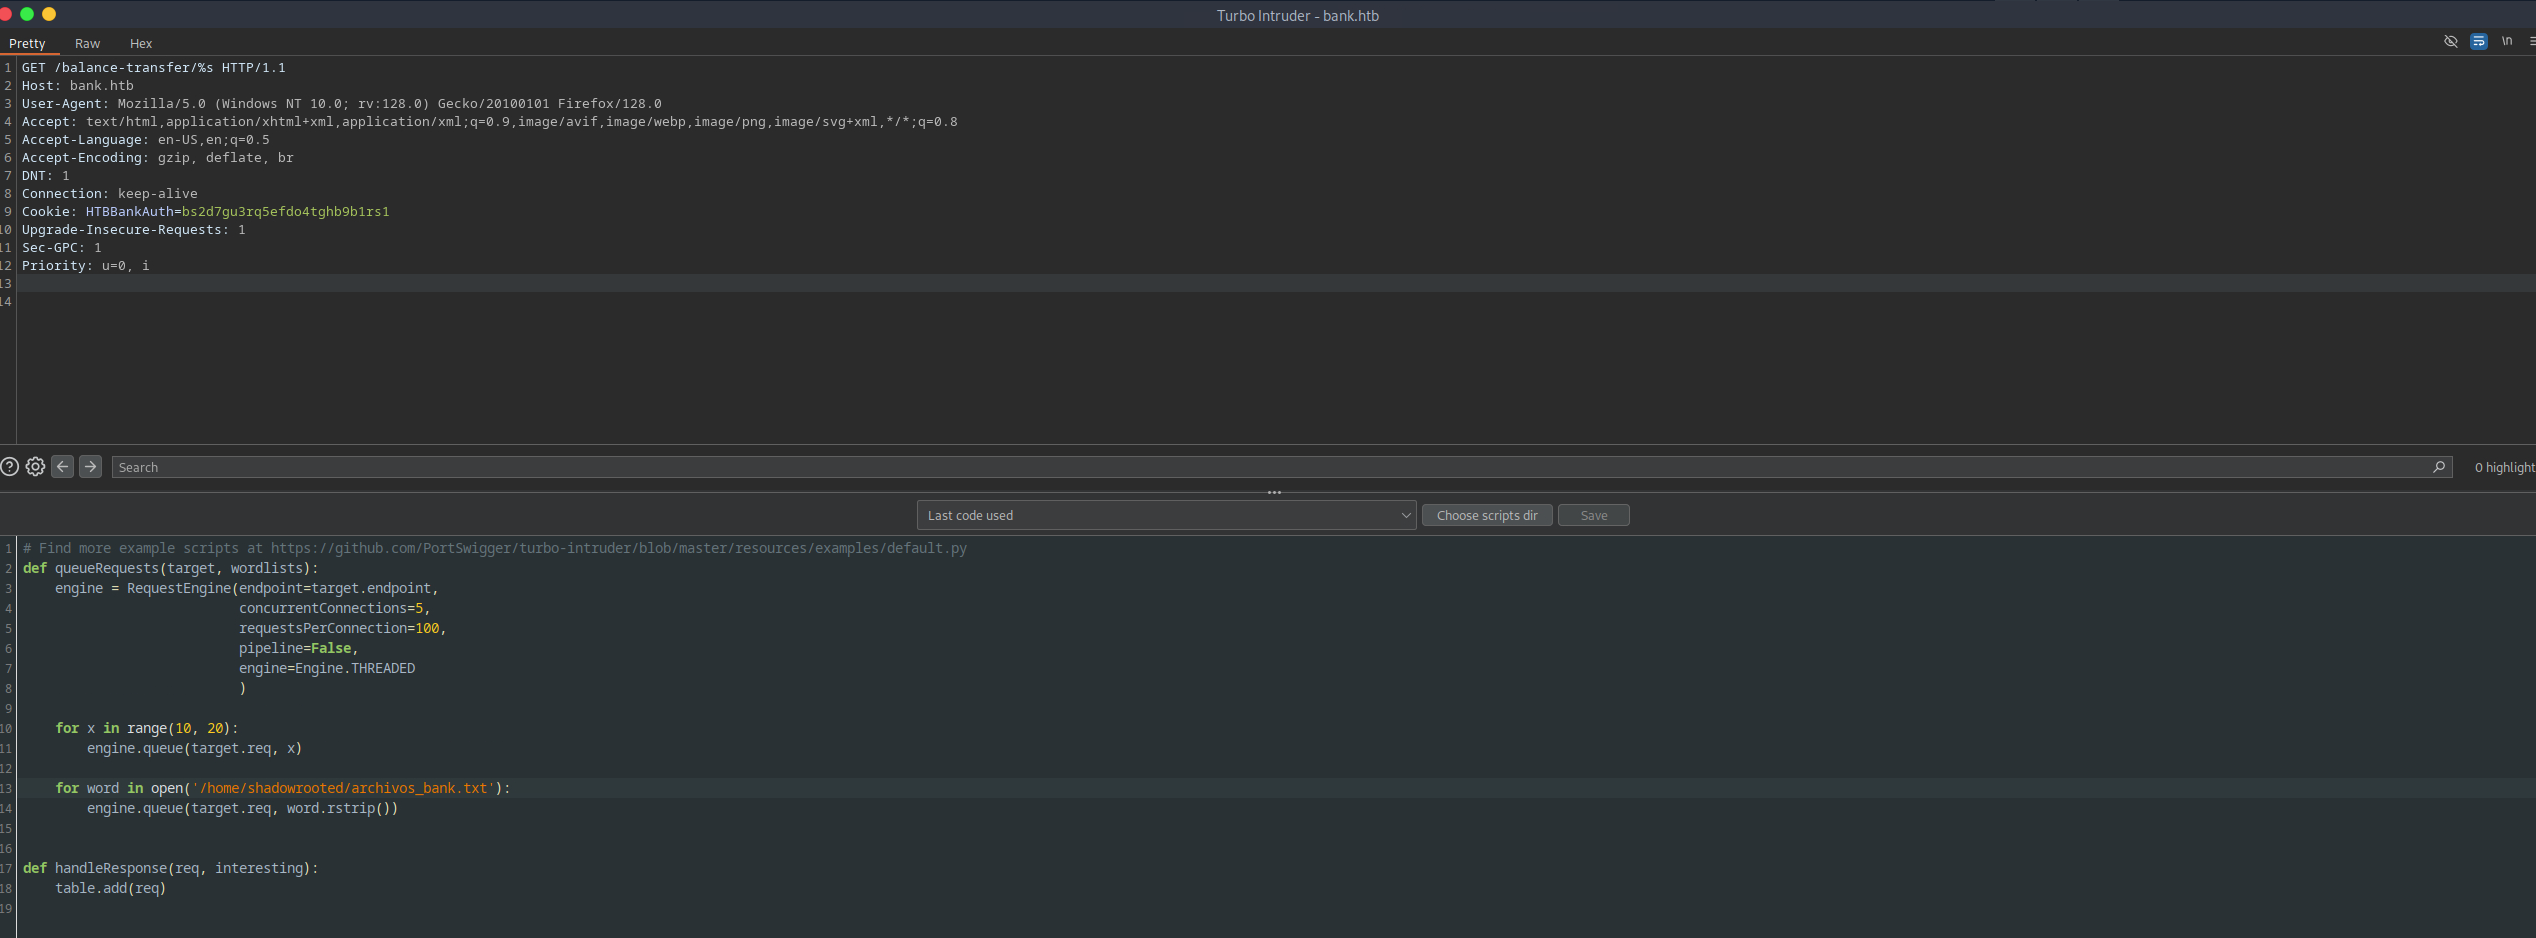 Turbo Intruder - bank.htb
Pretty Raw Hex
\n
1 GET /balance-transfer/%s HTTP/1.1
2 Host: bank.htb
3 User-Agent: Mozilla/5.0 (Windows NT 10.0; rv:128.0) Gecko/20100101 Firefox/128.0
4 Accept: text/html,application/xhtml+xml,application/xml;q=0.9,image/avif,image/webp,image/png,image/svg+xml,*/*;q=0.8
5 Accept-Language: en-US,en;q=0.5
6 Accept-Encoding: gzip, deflate, br
7 DNT: 1
8 Connection: keep-alive
9 Cookie: HTBBankAuth=bs2d7gu3rq5efdo4tghb9b1rs1
10 Upgrade-Insecure-Requests: 1
11 Sec-GPC: 1
12 Priority: u=0, i
13
14
Search 0 highlight
Last code used Choose scripts dir Save
1 # Find more example scripts at https://github.com/PortSwigger/turbo-intruder/blob/master/resources/examples/default.py
2 def queueRequests(target, wordlists):
3     engine = RequestEngine(endpoint=target.endpoint,
4                            concurrentConnections=5,
5                            requestsPerConnection=100,
6                            pipeline=False,
7                            engine=Engine.THREADED
8                            )
9
10     for x in range(10, 20):
11         engine.queue(target.req, x)
12
13     for word in open('/home/shadowrooted/archivos_bank.txt'):
14         engine.queue(target.req, word.rstrip())
15
16
17 def handleResponse(req, interesting):
18     table.add(req)
19